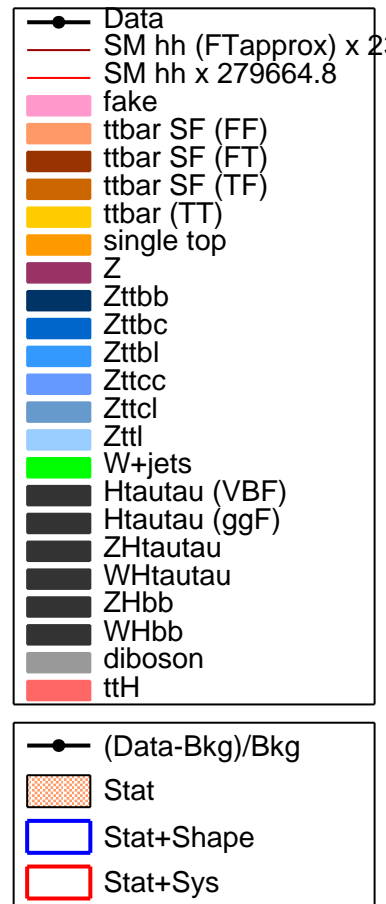 Data
SM hh (FTapprox) x 23
SM hh x 279664.8
fake
ttbar SF (FF)
ttbar SF (FT)
ttbar SF (TF)
ttbar (TT)
single top
Z
Zttbb
Zttbc
Zttbl
Zttcc
Zttcl
Zttl
W+jets
Htautau (VBF)
Htautau (ggF)
ZHtautau
WHtautau
ZHbb
WHbb
diboson
ttH
(Data-Bkg)/Bkg
Stat
Stat+Shape
Stat+Sys